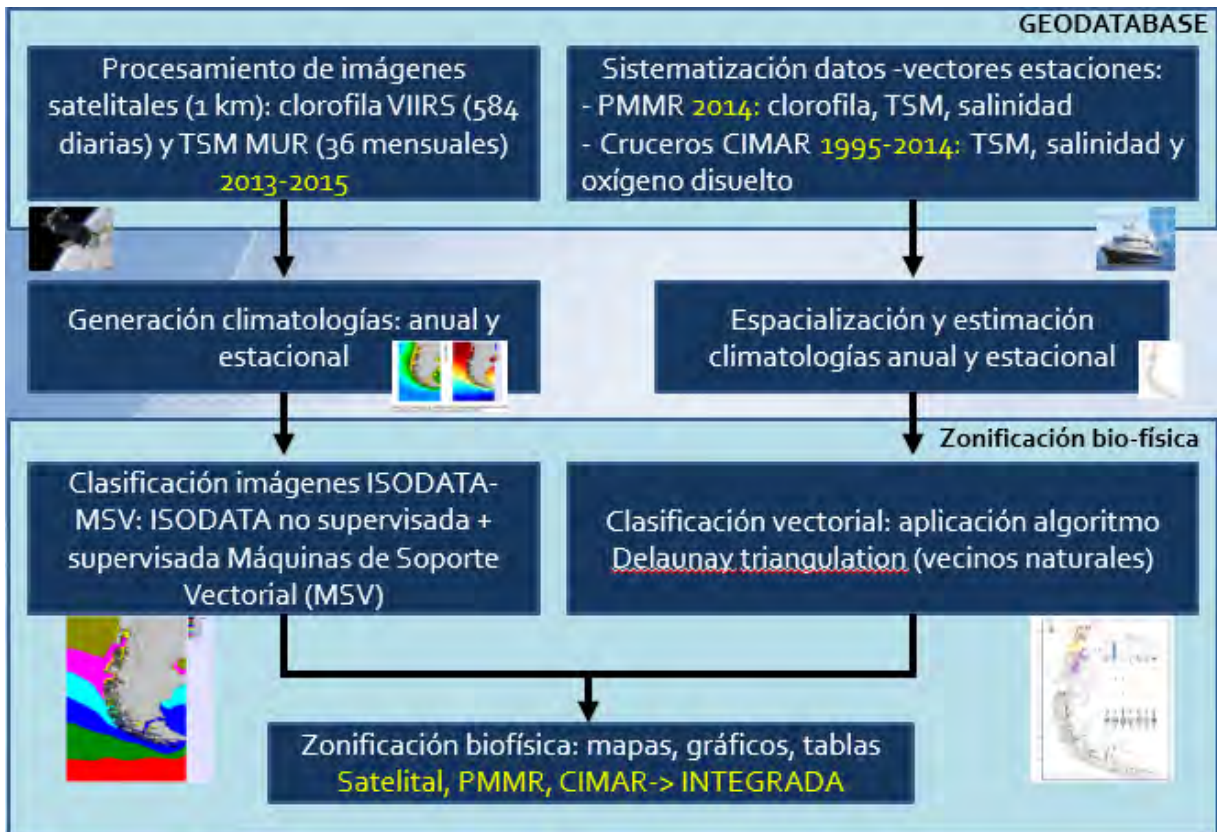 GEODATABASE
Procesamiento de imágenes
satelitales (1 km): clorofila VIIRS (584
diarias) y TSM MUR (36 mensuales)
2013-2015
Sistematización datos -vectores estaciones:
- PMMR 2014: clorofila, TSM, salinidad
- Cruceros CIMAR 1995-2014: TSM, salinidad y
oxígeno disuelto
Generación climatologías: anual y
estacional
Espacialización y estimación
climatologías anual y estacional
Zonificación bio-física
Clasificación imágenes ISODATA-
MSV: ISODATA no supervisada +
supervisada Máquinas de Soporte
Vectorial (MSV)
Clasificación vectorial: aplicación algoritmo
Delaunay triangulation (vecinos naturales)
Zonificación biofísica: mapas, gráficos, tablas
Satelital, PMMR, CIMAR-> INTEGRADA